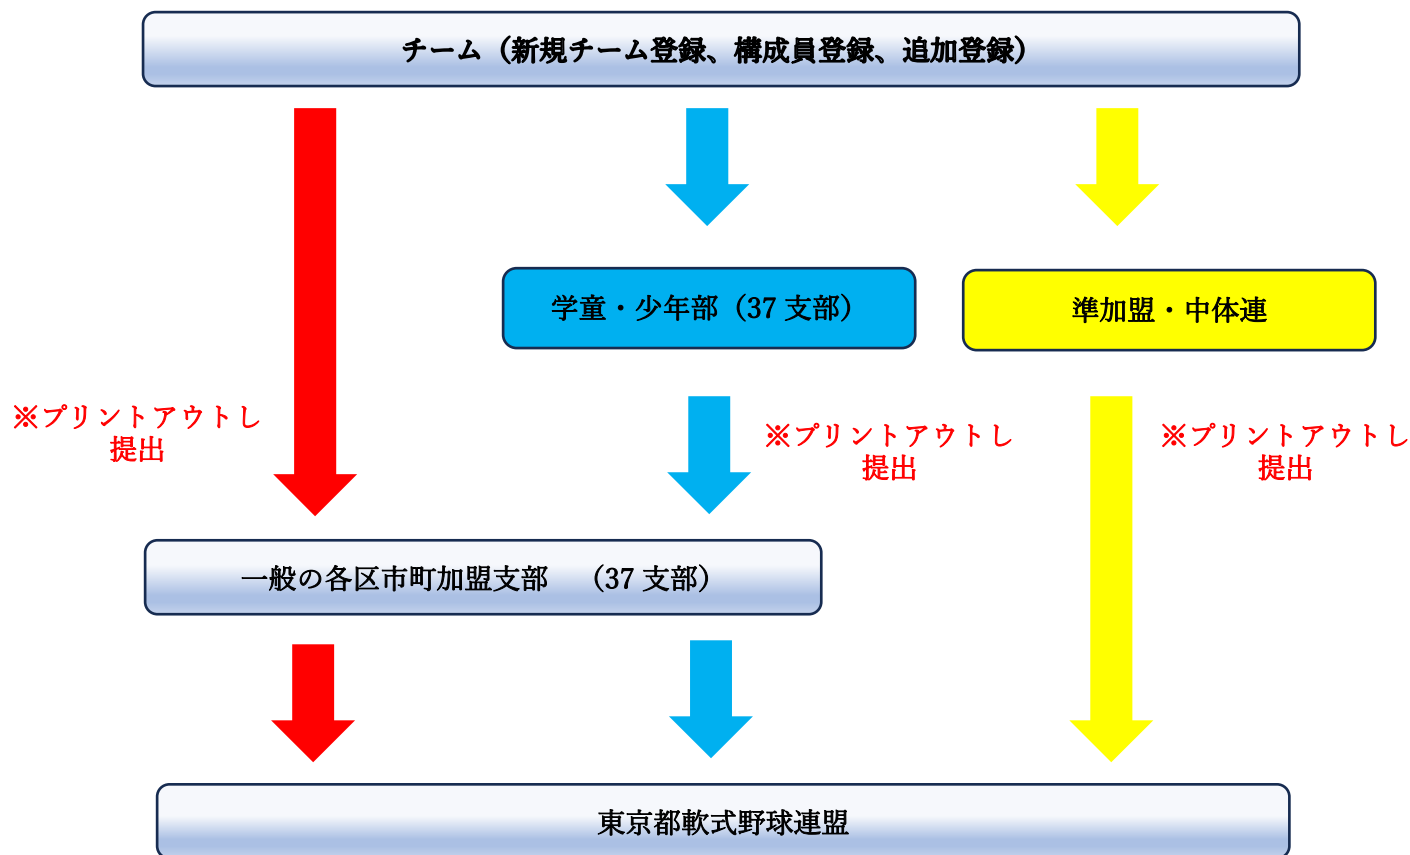 チーム（新規チーム登録、構成員登録、追加登録）
学童・少年部（37 支部）
準加盟・中体連
※プリントアウトし
提出
※プリントアウトし
提出
※プリントアウトし
提出
一般の各区市町加盟支部　（37 支部）
東京都軟式野球連盟